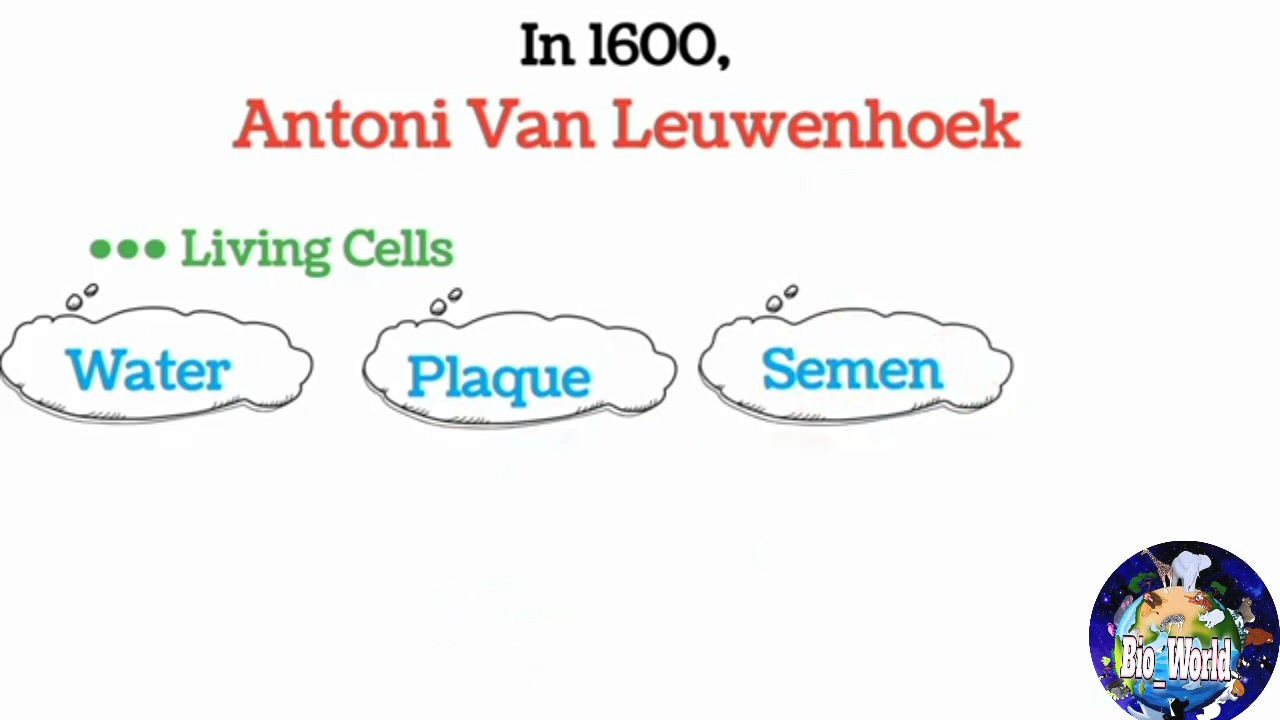 In 1600,
Antoni Van Leuwenhoek
••• Living Cells
Water
Plaque
Semen
Bio_World